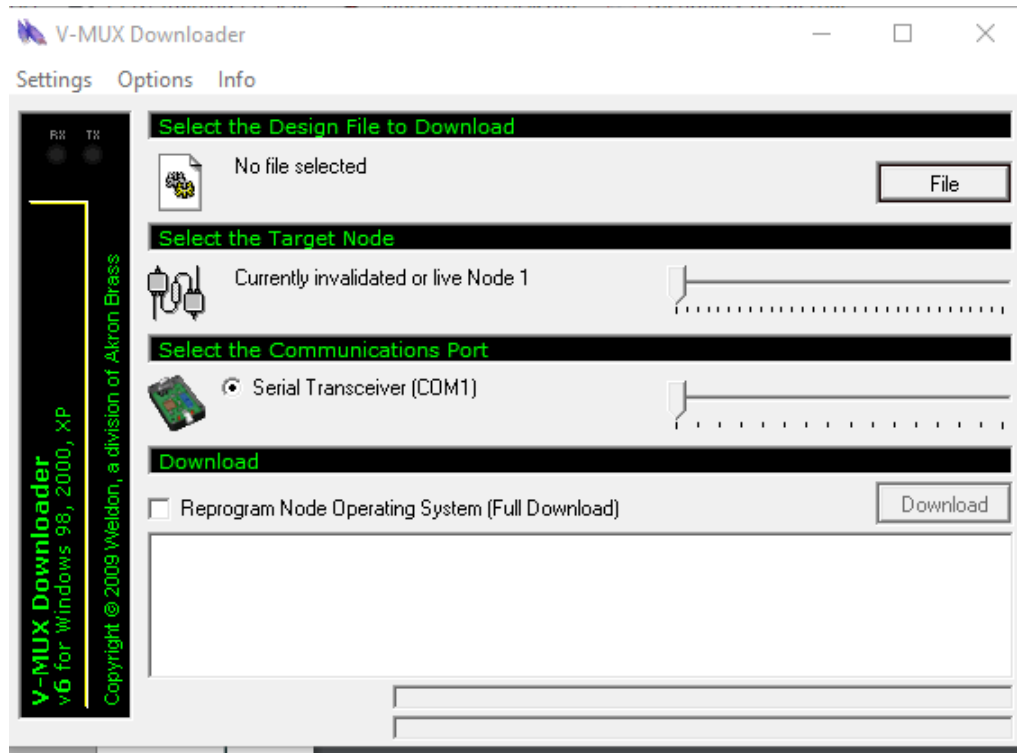 V-MUX Downloader
Settings Options Info
RX TX
Select the Design File to Download
No file selected
File
Select the Target Node
Currently invalidated or live Node 1
Select the Communications Port
Serial Transceiver (COM1)
Download
Reprogram Node Operating System (Full Download)
Download
V-MUX Downloader
v6 for Windows 98, 2000, XP
Copyright © 2009 Weldon, a division of Akron Brass